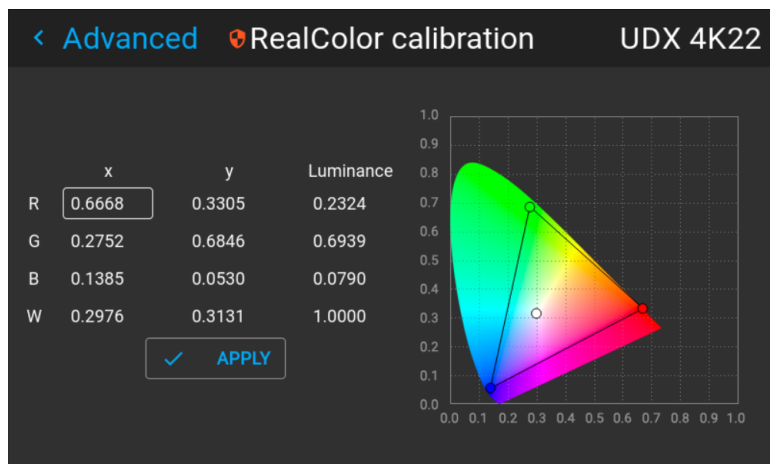 < Advanced RealColor calibration UDX 4K22
x y Luminance
R 0.6668 0.3305 0.2324
G 0.2752 0.6846 0.6939
B 0.1385 0.0530 0.0790
W 0.2976 0.3131 1.0000
APPLY
1.0
0.9
0.8
0.7
0.6
0.5
0.4
0.3
0.2
0.1
0.0
0.0 0.1 0.2 0.3 0.4 0.5 0.6 0.7 0.8 0.9 1.0